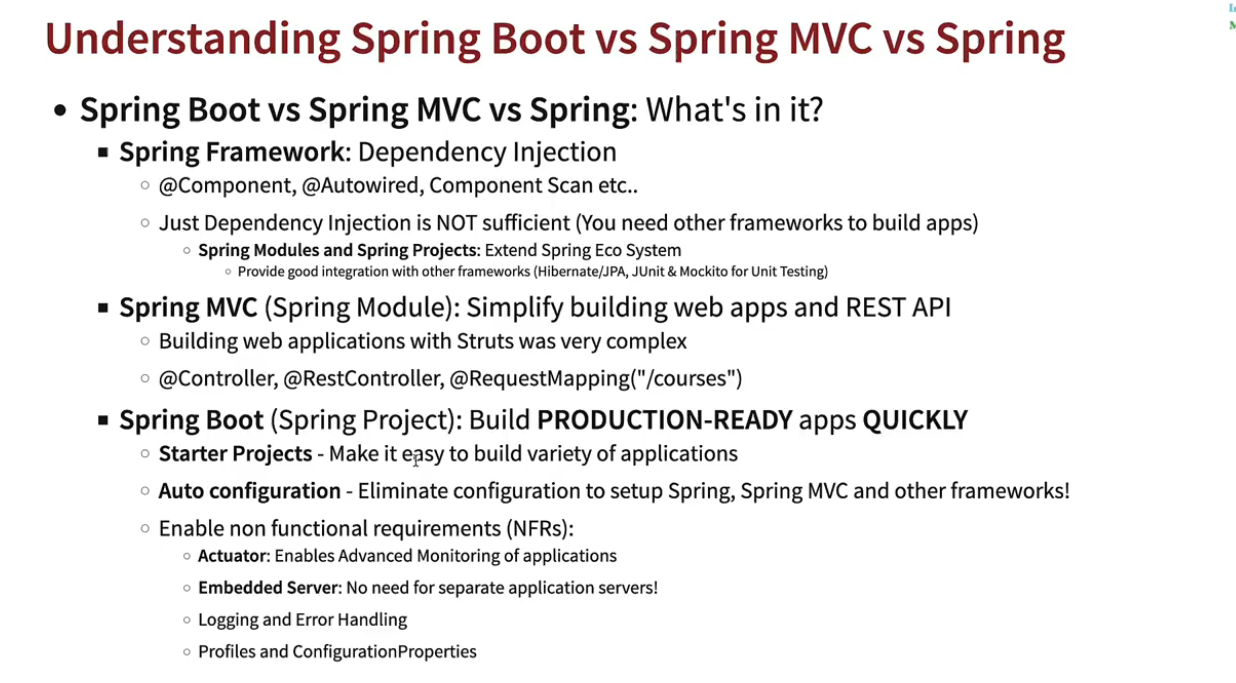 Understanding Spring Boot vs Spring MVC vs Spring
Spring Boot vs Spring MVC vs Spring: What's in it?
Spring Framework: Dependency Injection
@Component, @Autowired, Component Scan etc..
Just Dependency Injection is NOT sufficient (You need other frameworks to build apps)
Spring Modules and Spring Projects: Extend Spring Eco System
Provide good integration with other frameworks (Hibernate/JPA, JUnit & Mockito for Unit Testing)
Spring MVC (Spring Module): Simplify building web apps and REST API
Building web applications with Struts was very complex
@Controller, @RestController, @RequestMapping("/courses")
Spring Boot (Spring Project): Build PRODUCTION-READY apps QUICKLY
Starter Projects - Make it easy to build variety of applications
Auto configuration - Eliminate configuration to setup Spring, Spring MVC and other frameworks!
Enable non functional requirements (NFRs):
Actuator: Enables Advanced Monitoring of applications
Embedded Server: No need for separate application servers!
Logging and Error Handling
Profiles and ConfigurationProperties